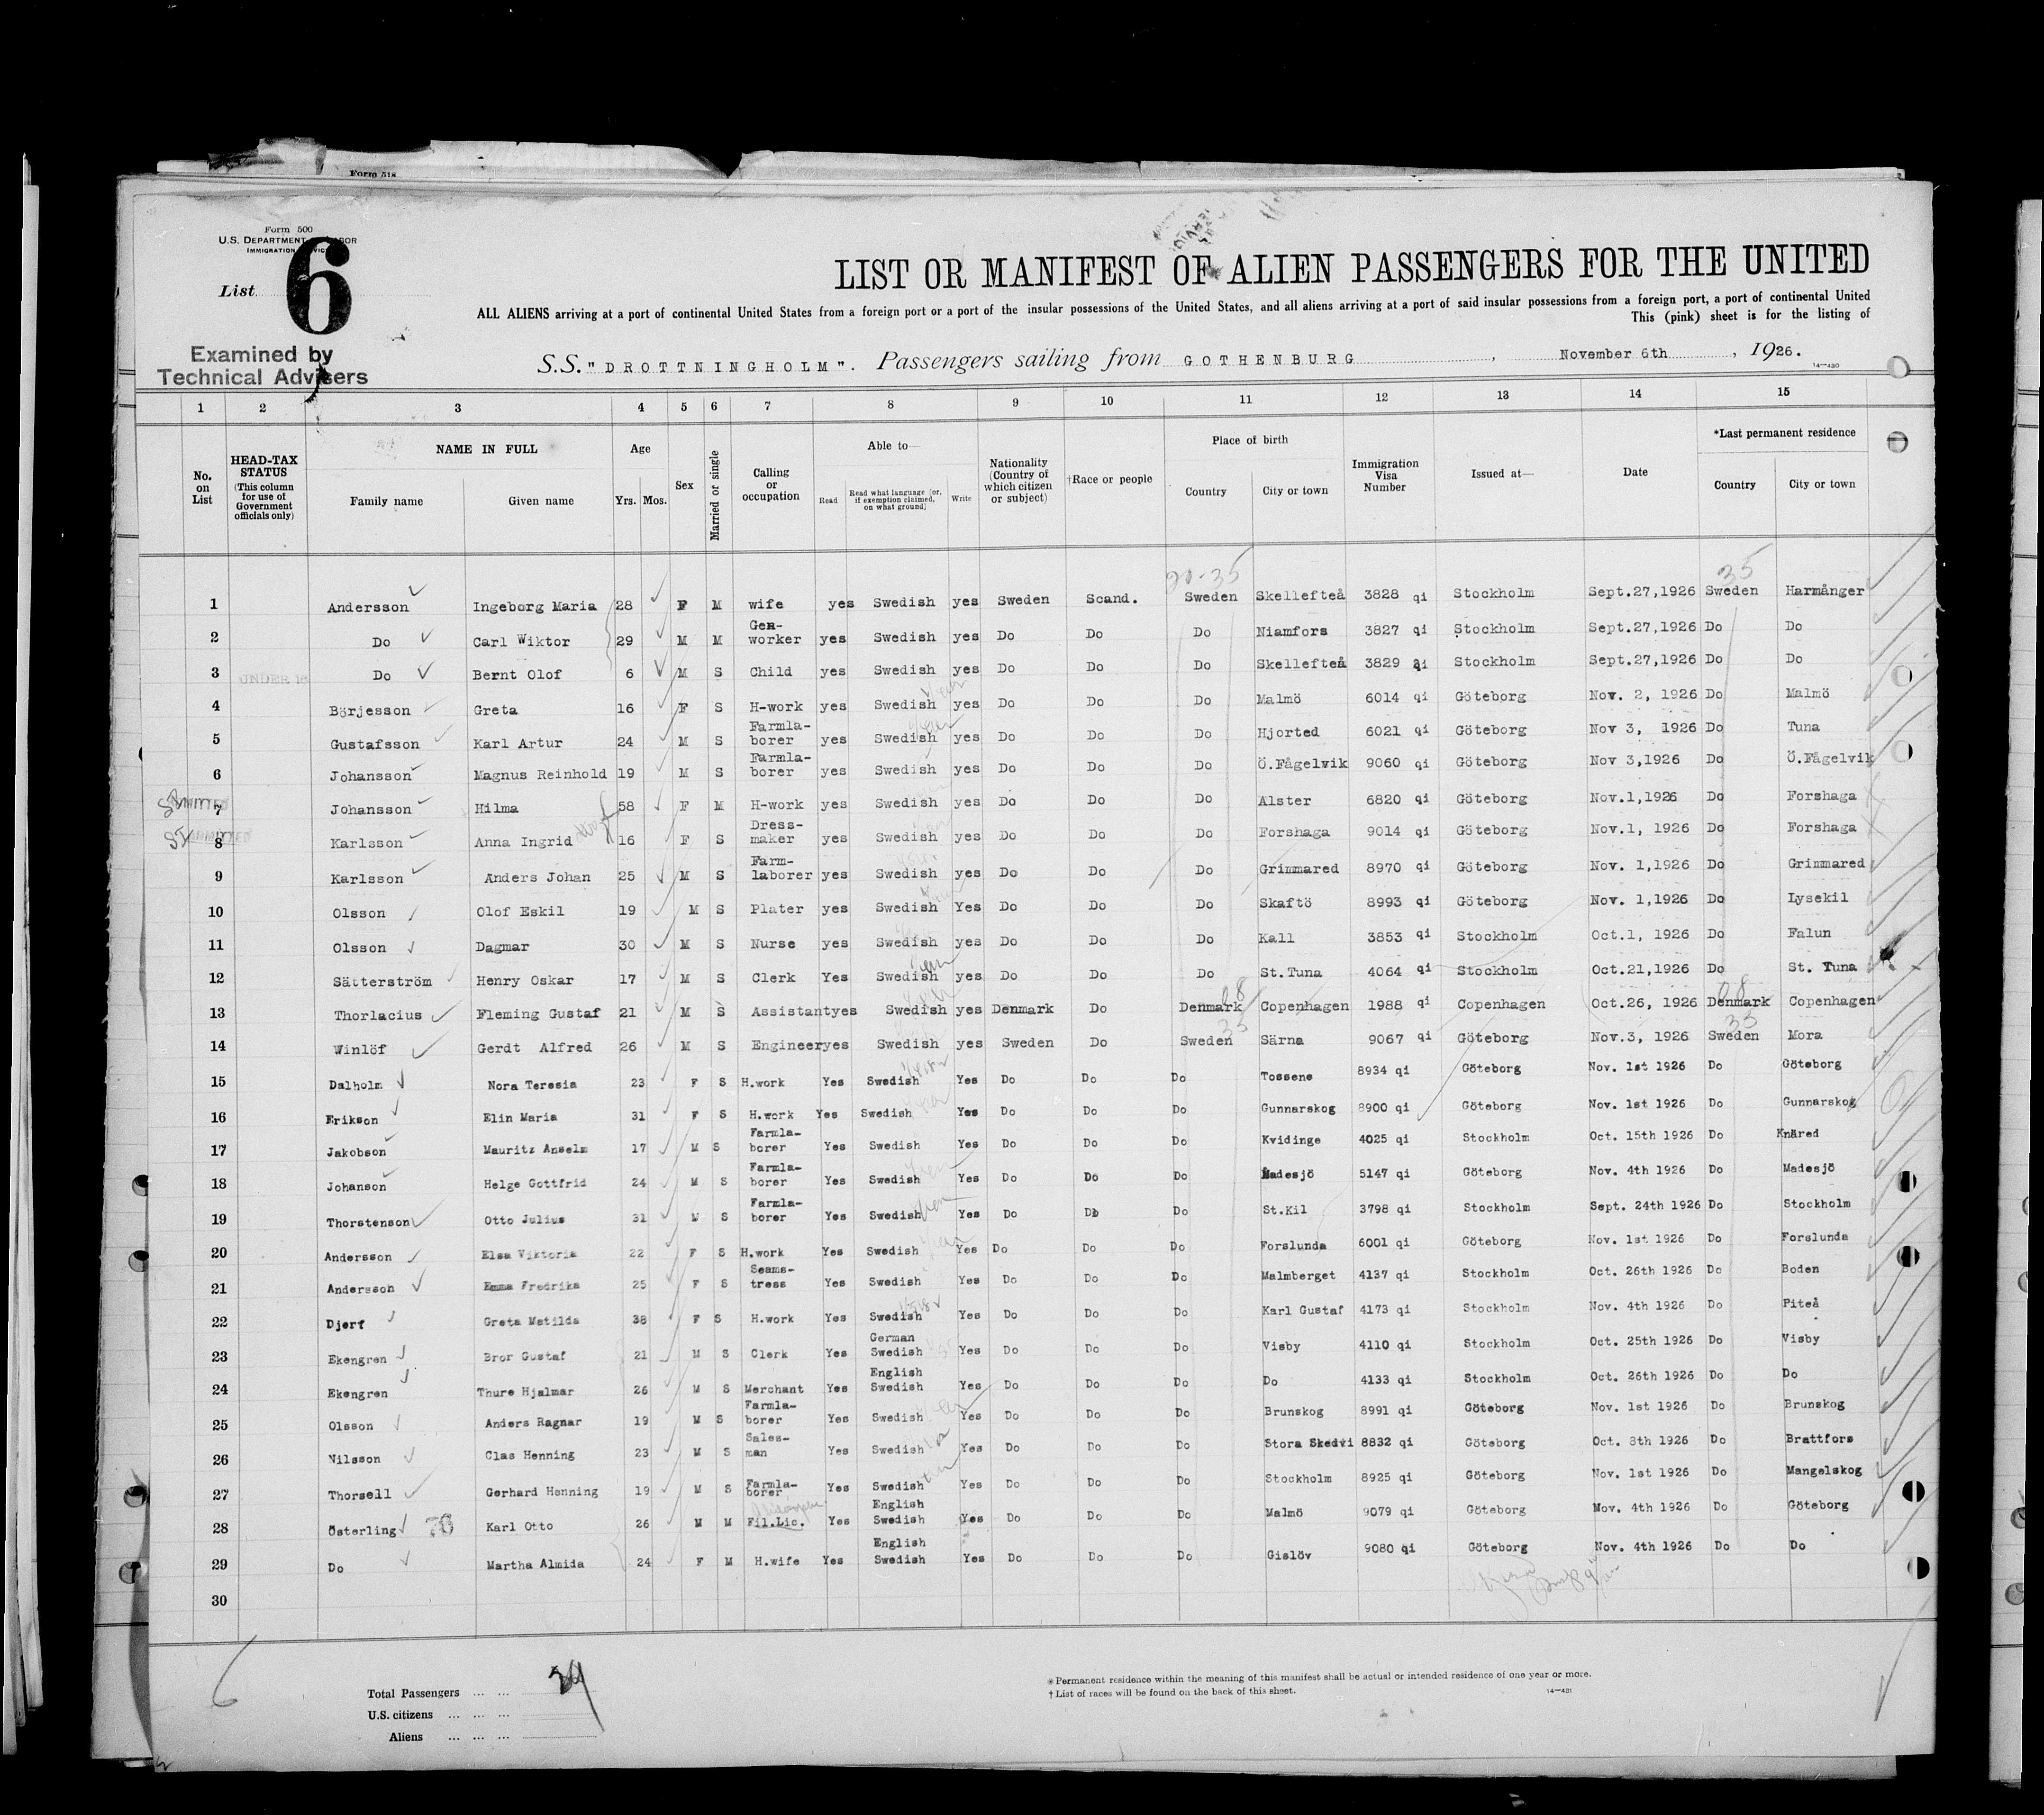 Form 518
Form 500
U.S. DEPARTMENT LABOR
IMMIGRATION
List 6
LIST OR MANIFEST OF ALIEN PASSENGERS FOR THE UNITED
ALL ALIENS arriving at a port of continental United States from a foreign port or a port of the insular possessions of the United States, and all aliens arriving at a port of said insular possessions from a foreign port, a port of continental United
This (pink) sheet is for the listing of
Examined by
Technical Advisers
S.S. "DROTTNINGHOLM". Passengers sailing from GOTHENBURG, November 6th, 1926.
14—430
1 2 3 4 5 6 7 8 9 10 11 12 13 14 15
No. on List
HEAD-TAX STATUS (This column for use of Government officials only)
NAME IN FULL
Family name Given name
Age
Yrs. Mos.
Sex
Married or single
Calling or occupation
Able to—
Read
Read what language [or, if exemption claimed, on what ground]
Write
Nationality (Country of which citizen or subject)
†Race or people
Place of birth
Country City or town
Immigration Visa Number
Issued at—
Date
*Last permanent residence
Country City or town
35
1 Andersson Ingeborg Maria 28 F M wife yes Swedish yes Sweden Scand. Sweden Skellefteå 3828 qi Stockholm Sept.27,1926 Sweden Harmånger
2 Do Carl Wiktor 29 M M Gen-worker yes Swedish yes Do Do Do Niamfors 3827 qi Stockholm Sept.27,1926 Do Do
3 UNDER 16 Do Bernt Olof 6 M S Child yes Swedish yes Do Do Do Skellefteå 3829 qi Stockholm Sept.27,1926 Do Do
4 Börjesson Greta 16 F S H-work yes Swedish yes Do Do Do Malmö 6014 qi Göteborg Nov. 2, 1926 Do Malmö
5 Gustafsson Karl Artur 24 M S Farmla-borer yes Swedish yes Do Do Do Hjorted 6021 qi Göteborg Nov 3, 1926 Do Tuna
6 Johansson Magnus Reinhold 19 M S Farmla-borer yes Swedish yes Do Do Do Ö.Fågelvik 9060 qi Göteborg Nov 3,1926 Do Ö.Fågelvik
7 Johansson Hilma 58 F M H-work yes Swedish yes Do Do Do Alster 6820 qi Göteborg Nov.1,1926 Do Forshaga
8 Karlsson Anna Ingrid 16 F S Dress-maker yes Swedish yes Do Do Do Forshaga 9014 qi Göteborg Nov.1, 1926 Do Forshaga
9 Karlsson Anders Johan 25 M S Farm-laborer yes Swedish yes Do Do Do Grimmared 8970 qi Göteborg Nov. 1,1926 Do Grimmared
10 Olsson Olof Eskil 19 M S Plater yes Swedish Yes Do Do Do Skaftö 8993 qi Göteborg Nov. 1,1926 Do Lysekil
11 Olsson Dagmar 30 M S Nurse yes Swedish yes Do Do Do Kall 3853 qi Stockholm Oct.1, 1926 Do Falun
12 Sätterström Henry Oskar 17 M S Clerk Yes Swedish yes Do Do Do St.Tuna 4064 qi Stockholm Oct.21,1926 Do St. Tuna
13 Thorlacius Fleming Gustaf 21 M S Assistant yes Swedish yes Denmark Do Denmark Copenhagen 1988 qi Copenhagen Oct.26, 1926 Denmark Copenhagen
14 Winlöf Gerdt Alfred 26 M S Engineer yes Swedish yes Sweden Do Sweden Särna 9067 qi Göteborg Nov.3, 1926 Sweden Mora
15 Dalholm Nora Teresia 23 F S H.work Yes Swedish Yes Do Do Do Tossene 8934 qi Göteborg Nov. 1st 1926 Do Göteborg
16 Erikson Elin Maria 31 F S H.work Yes Swedish Yes Do Do Do Gunnarskog 8900 qi Göteborg Nov. 1st 1926 Do Gunnarskog
17 Jakobson Mauritz Anselm 17 M S Farmla-borer Yes Swedish Yes Do Do Do Kvidinge 4025 qi Stockholm Oct. 15th 1926 Do Knäred
18 Johanson Helge Gottfrid 24 M S Farmla-borer Yes Swedish Yes Do Do Do Madesjö 5147 qi Göteborg Nov. 4th 1926 Do Madesjö
19 Thorstenson Otto Julius 31 M S Farmla-borer Yes Swedish Yes Do Do Do St.Kil 3798 qi Stockholm Sept. 24th 1926 Do Stockholm
20 Andersson Elsa Viktoria 22 F S H.work Yes Swedish Yes Do Do Do Forslunda 6001 qi Göteborg Nov. 1st 1926 Do Forslunda
21 Andersson Emma Fredrika 25 F S Seams-tress Yes Swedish Yes Do Do Do Malmberget 4137 qi Stockholm Oct. 26th 1926 Do Boden
22 Djerf Greta Matilda 38 F S H.work Yes Swedish Yes Do Do Do Karl Gustaf 4173 qi Stockholm Nov. 4th 1926 Do Piteå
23 Ekengren Bror Gustaf 21 M S Clerk Yes German Swedish Yes Do Do Do Visby 4110 qi Stockholm Oct. 25th 1926 Do Visby
24 Ekengren Thure Hjalmar 26 M S Merchant Yes English Swedish Yes Do Do Do Do 4133 qi Stockholm Oct. 26th 1926 Do Do
25 Olsson Anders Ragnar 19 M S Farmla-borer Yes Swedish Yes Do Do Do Brunskog 8991 qi Göteborg Nov. 1st 1926 Do Brunskog
26 Nilsson Clas Henning 23 M S Sales-man Yes Swedish Yes Do Do Do Stora Skedvi 8832 qi Göteborg Oct. 8th 1926 Do Brattfors
27 Thorsell Gerhard Henning 19 M S Farmla-borer Yes Swedish Yes Do Do Do Stockholm 8925 qi Göteborg Nov. 1st 1926 Do Mangelskog
28 Österling 76 Karl Otto 26 M M Fil.Lic. Yes English Swedish Yes Do Do Do Malmö 9079 qi Göteborg Nov. 4th 1926 Do Göteborg
29 Do Martha Almida 24 F M H.wife Yes English Swedish Yes Do Do Do Gislöv 9080 qi Göteborg Nov. 4th 1926 Do Do
30
6
Total Passengers ... ...
U.S. citizens ... ... ...
Aliens ... ... ...
*Permanent residence within the meaning of this manifest shall be actual or intended residence of one year or more.
†List of races will be found on the back of this sheet.
14—431